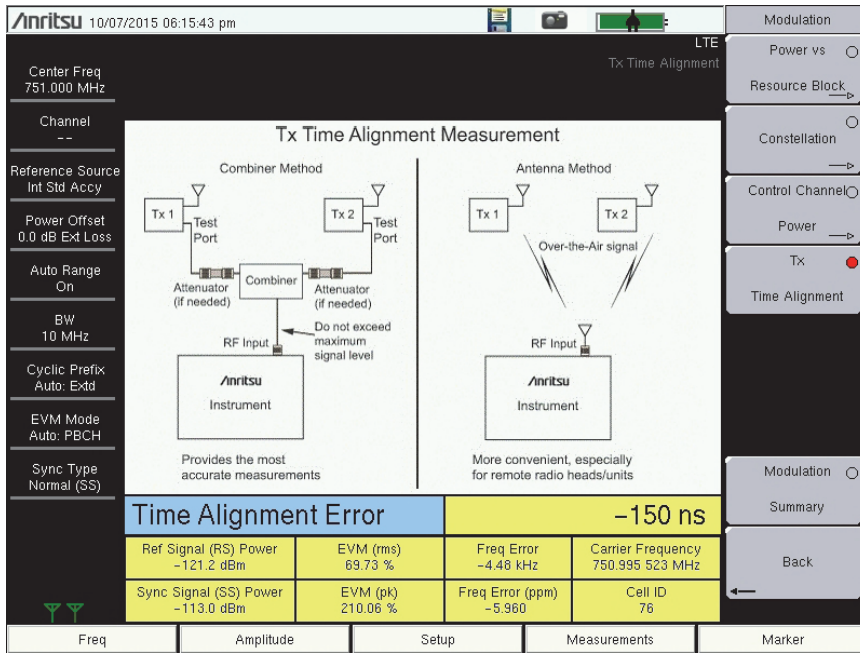 Anritsu 10/07/2015 06:15:43 pm
Modulation
LTE
Tx Time Alignment
Center Freq
751.000 MHz
Channel
--
Reference Source
Int Std Accy
Power Offset
0.0 dB Ext Loss
Auto Range
On
BW
10 MHz
Cyclic Prefix
Auto: Extd
EVM Mode
Auto: PBCH
Sync Type
Normal (SS)
Tx Time Alignment Measurement
Combiner Method
Tx 1
Test
Port
Tx 2
Test
Port
Attenuator
(if needed)
Combiner
Attenuator
(if needed)
RF Input
Do not exceed
maximum
signal level
Anritsu
Instrument
Provides the most
accurate measurements
Antenna Method
Tx 1
Tx 2
Over-the-Air signal
RF Input
Anritsu
Instrument
More convenient, especially
for remote radio heads/units
Time Alignment Error
-150 ns
Ref Signal (RS) Power
-121.2 dBm
EVM (rms)
69.73 %
Freq Error
-4.48 kHz
Carrier Frequency
750.995 523 MHz
Sync Signal (SS) Power
-113.0 dBm
EVM (pk)
210.06 %
Freq Error (ppm)
-5.960
Cell ID
76
Power vs
Resource Block
Constellation
Control Channel
Power
Tx
Time Alignment
Modulation
Summary
Back
Freq
Amplitude
Setup
Measurements
Marker